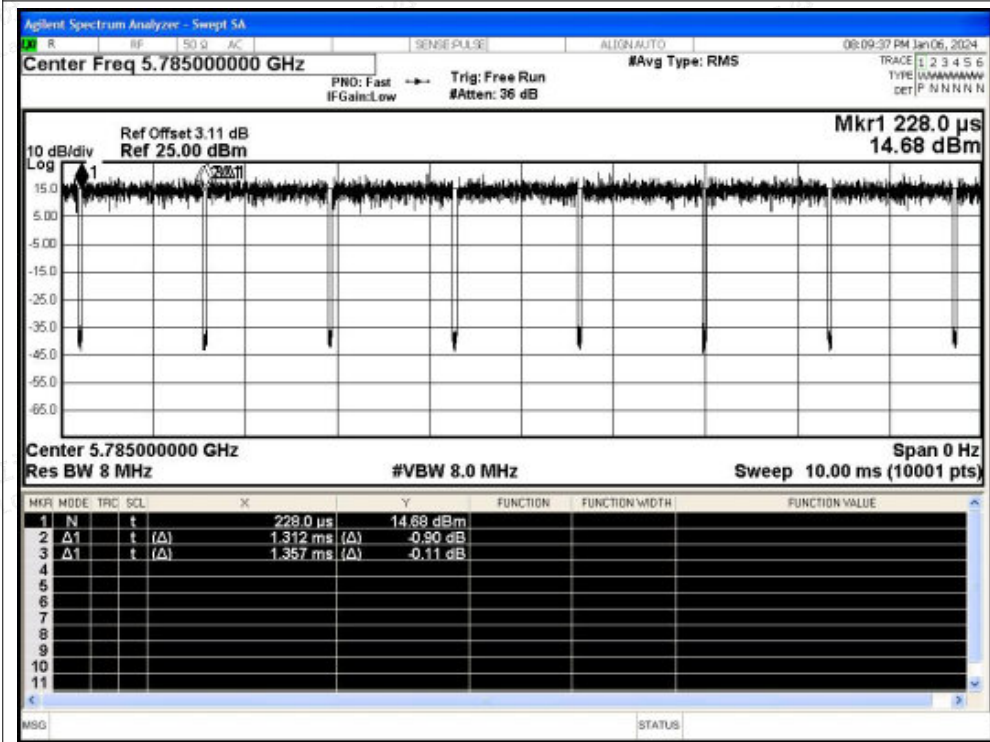 Agilent Spectrum Analyzer - Swept SA
R RF 50 Ω AC SENSE:PULSE ALIGN AUTO 08:09:37 PM Jan 06, 2024
Center Freq 5.785000000 GHz #Avg Type: RMS TRACE 1 2 3 4 5 6
PNO: Fast Trig: Free Run TYPE
IFGain:Low #Atten: 36 dB DET P N N N N N
Mkr1 228.0 µs
Ref Offset 3.11 dB
10 dB/div Ref 25.00 dBm 14.68 dBm
Log
1
15.0
5.00
-5.00
-15.0
-25.0
-35.0
-45.0
-55.0
-65.0
Center 5.785000000 GHz Span 0 Hz
Res BW 8 MHz #VBW 8.0 MHz Sweep 10.00 ms (10001 pts)
MKR MODE TRC SCL X Y FUNCTION FUNCTION WIDTH FUNCTION VALUE
1 N t 228.0 µs 14.68 dBm
2 Δ1 t (Δ) 1.312 ms (Δ) -0.90 dB
3 Δ1 t (Δ) 1.357 ms (Δ) -0.11 dB
4
5
6
7
8
9
10
11
MSG STATUS